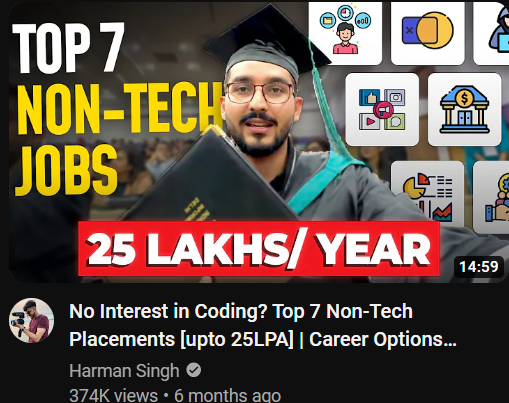 TOP 7
NON-TECH
JOBS
25 LAKHS/ YEAR
14:59
No Interest in Coding? Top 7 Non-Tech
Placements [upto 25LPA] | Career Options...
Harman Singh
374K views • 6 months ago